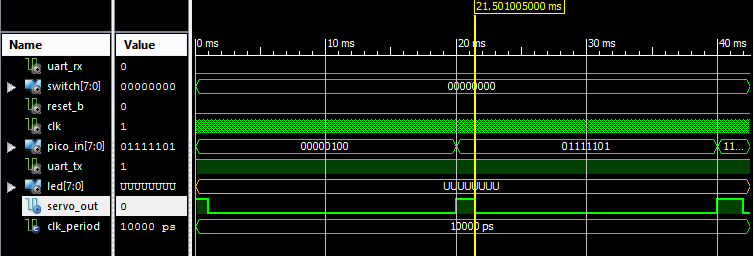 21.501005000 ms
Name Value 0 ms 10 ms 20 ms 30 ms 40 ms
uart_rx 0
switch[7:0] 00000000 00000000
reset_b 0
clk 1
pico_in[7:0] 01111101 00000100 01111101 11...
uart_tx 1
led[7:0] UUUUUUUU UUUUUUUU
servo_out 0
clk_period 10000 ps 10000 ps